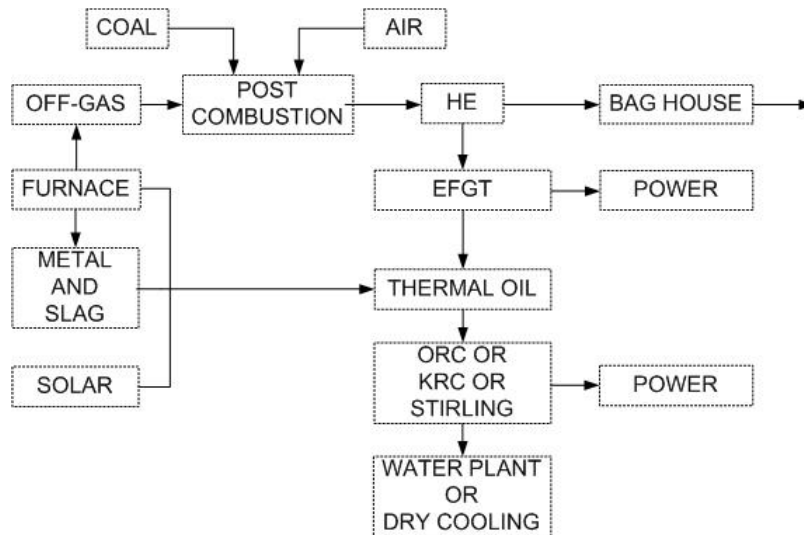 COAL
AIR
OFF-GAS
POST
COMBUSTION
HE
BAG HOUSE
FURNACE
EFGT
POWER
METAL
AND
SLAG
THERMAL OIL
SOLAR
ORC OR
KRC OR
STIRLING
POWER
WATER PLANT
OR
DRY COOLING